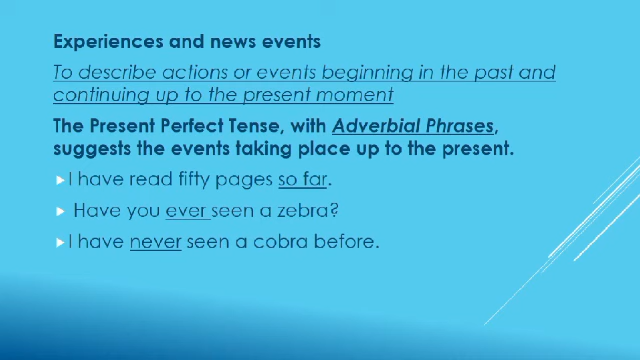 Experiences and news events
To describe actions or events beginning in the past and
continuing up to the present moment
The Present Perfect Tense, with Adverbial Phrases,
suggests the events taking place up to the present.
I have read fifty pages so far.
Have you ever seen a zebra?
I have never seen a cobra before.